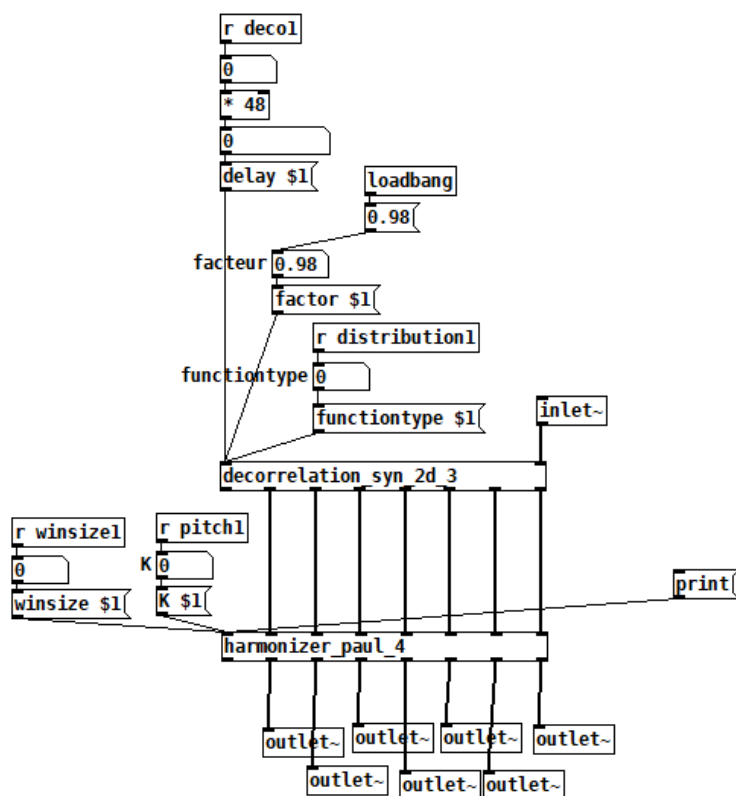 r deco1
0
* 48
0
delay $1
loadbang
0.98
facteur 0.98
factor $1
r distribution1
functiontype 0
functiontype $1
inlet~
decorrelation_syn_2d_3
r winsize1
0
winsize $1
r pitch1
K 0
K $1
print
harmonizer_paul_4
outlet~
outlet~
outlet~
outlet~
outlet~
outlet~
outlet~